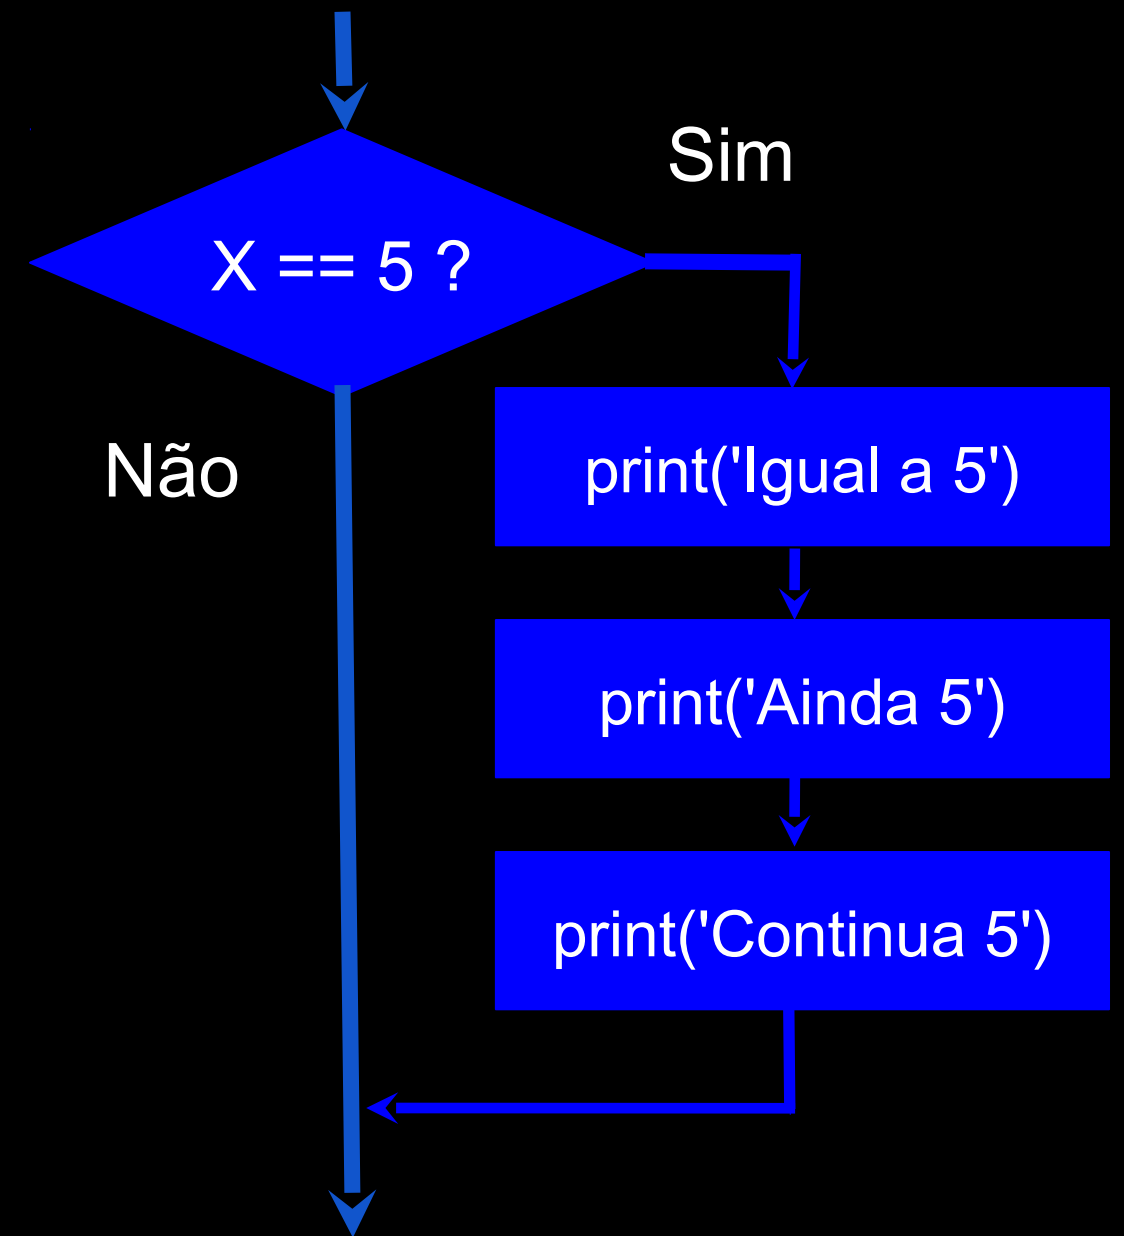 Sim
X == 5 ?
Não
print('Igual a 5')
print('Ainda 5')
print('Continua 5')